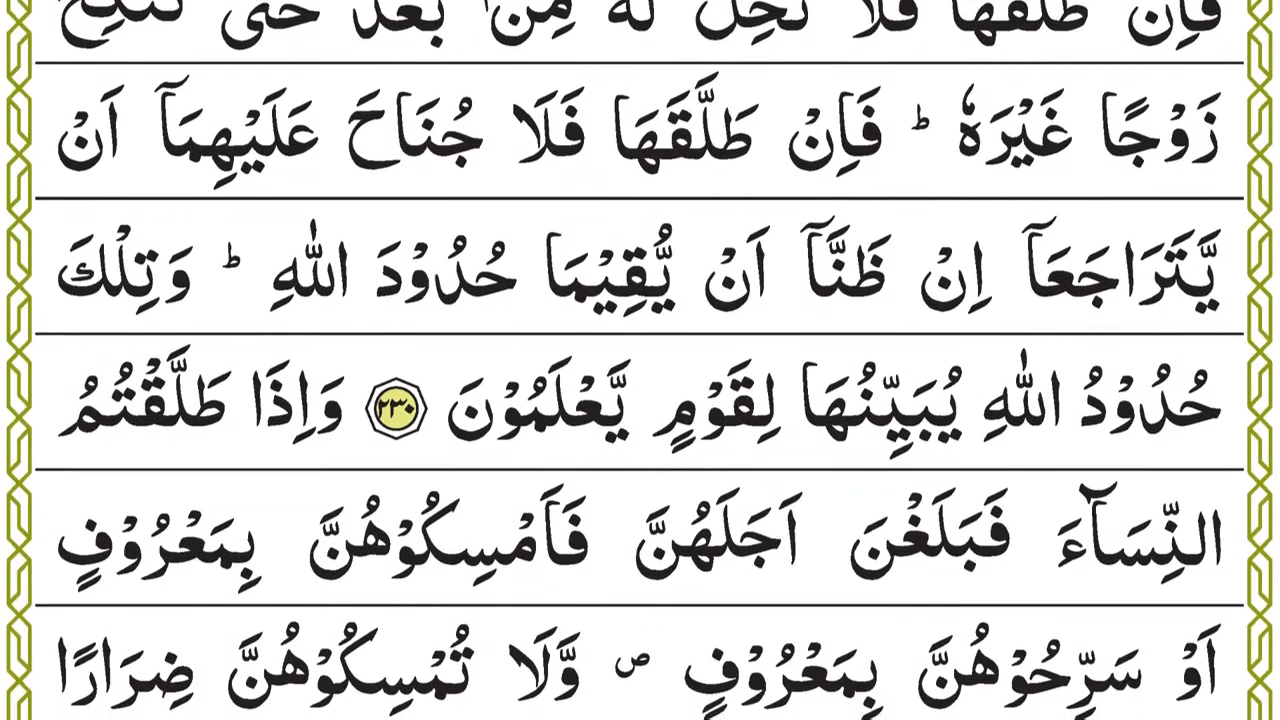 فَاِنْ طَلَّقَهَا فَلَا تَحِلُّ لَهٗ مِنْۢ بَعْدُ حَتّٰى تَنْكِحَ
زَوْجًا غَيْرَهٗ ؕ فَاِنْ طَلَّقَهَا فَلَا جُنَاحَ عَلَيْهِمَاۤ اَنْ
يَّتَرَاجَعَاۤ اِنْ ظَنَّاۤ اَنْ يُّقِيْمَا حُدُوْدَ اللّٰهِ ؕ وَتِلْكَ
حُدُوْدُ اللّٰهِ يُبَيِّنُهَا لِقَوْمٍ يَّعْلَمُوْنَ ﴿۲۳۰﴾ وَاِذَا طَلَّقْتُمُ
النِّسَآءَ فَبَلَغْنَ اَجَلَهُنَّ فَاَمْسِكُوْهُنَّ بِمَعْرُوْفٍ
اَوْ سَرِّحُوْهُنَّ بِمَعْرُوْفٍ ۪ وَّلَا تُمْسِكُوْهُنَّ ضِرَارًا